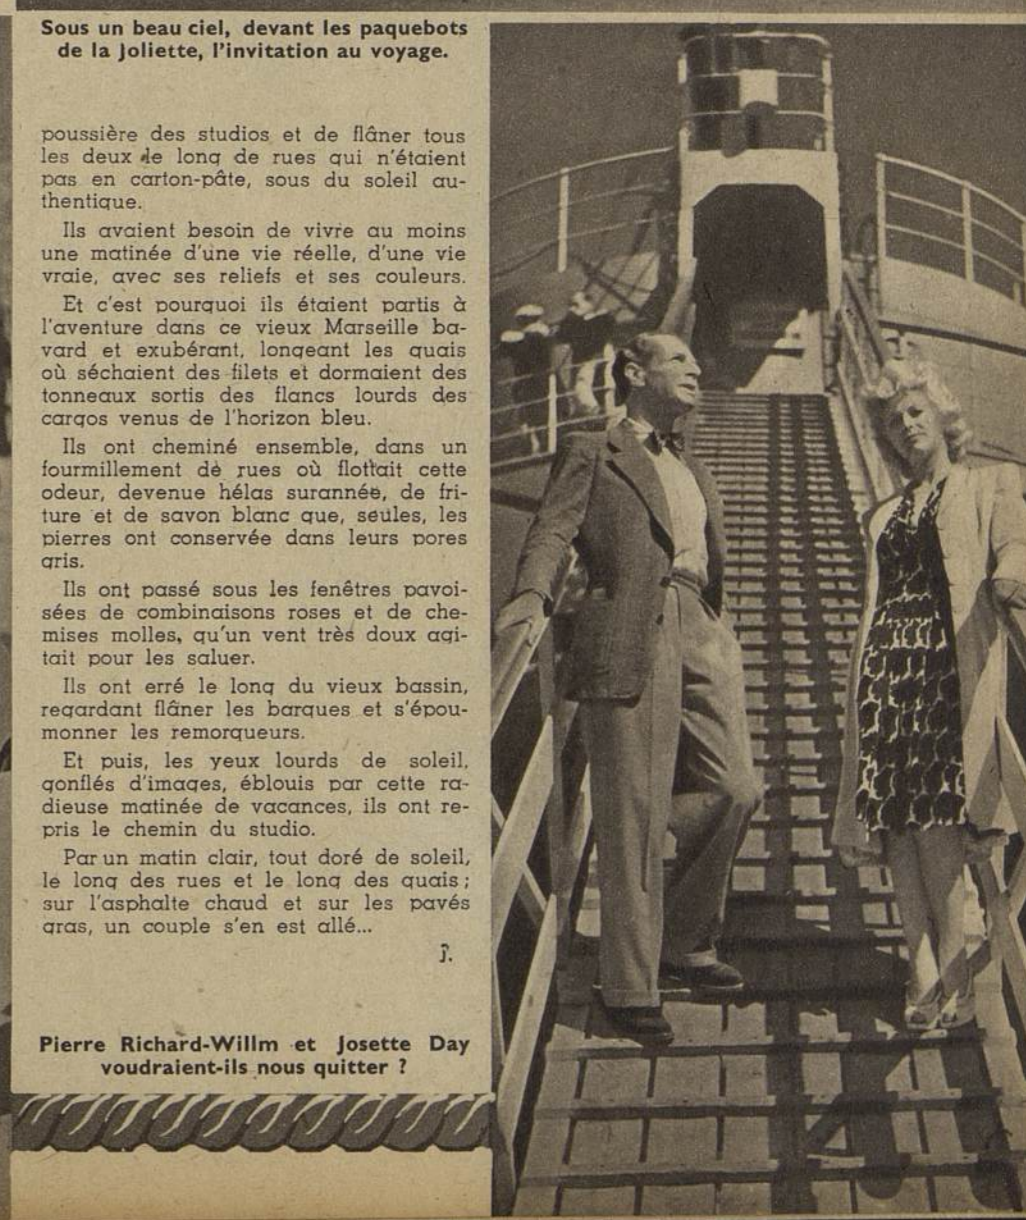 Sous un beau ciel, devant les paquebots
de la Joliette, l'invitation au voyage.
poussière des studios et de flâner tous
les deux le long de rues qui n'étaient
pas en carton-pâte, sous du soleil au-
thentique.
Ils avaient besoin de vivre au moins
une matinée d'une vie réelle, d'une vie
vraie, avec ses reliefs et ses couleurs.
Et c'est pourquoi ils étaient partis à
l'aventure dans ce vieux Marseille ba-
vard et exubérant, longeant les quais
où séchaient des filets et dormaient des
tonneaux sortis des flancs lourds des
cargos venus de l'horizon bleu.
Ils ont cheminé ensemble, dans un
fourmillement de rues où flottait cette
odeur, devenue hélas surannée, de fri-
ture et de savon blanc que, seules, les
pierres ont conservée dans leurs pores
gris.
Ils ont passé sous les fenêtres pavoi-
sées de combinaisons roses et de che-
mises molles, qu'un vent très doux agi-
tait pour les saluer.
Ils ont erré le long du vieux bassin,
regardant flâner les barques et s'épou-
monner les remorqueurs.
Et puis, les yeux lourds de soleil,
gonflés d'images, éblouis par cette ra-
dieuse matinée de vacances, ils ont re-
pris le chemin du studio.
Par un matin clair, tout doré de soleil,
le long des rues et le long des quais ;
sur l'asphalte chaud et sur les pavés
gras, un couple s'en est allé...
J.
Pierre Richard-Willm et Josette Day
voudraient-ils nous quitter ?